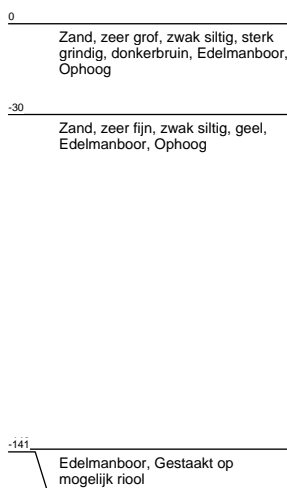 0
Zand, zeer grof, zwak siltig, sterk
grindig, donkerbruin, Edelmanboor,
Ophoog
-30
Zand, zeer fijn, zwak siltig, geel,
Edelmanboor, Ophoog
-141
Edelmanboor, Gestaakt op
mogelijk riool